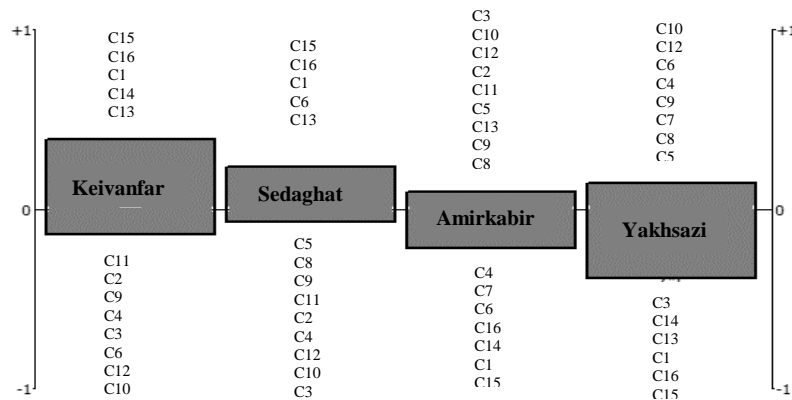 +1
C15
C16
C1
C14
C13
Keivanfar
C11
C2
C9
C4
C3
C6
C12
C10
C15
C16
C1
C6
C13
Sedaghat
C5
C8
C9
C11
C2
C4
C12
C10
C3
C3
C10
C12
C2
C11
C5
C13
C9
C8
Amirkabir
C4
C7
C6
C16
C14
C1
C15
C10
C12
C6
C4
C9
C7
C8
C5
Yakhsazi
C3
C14
C13
C1
C16
C15
0
-1
+1
0
-1